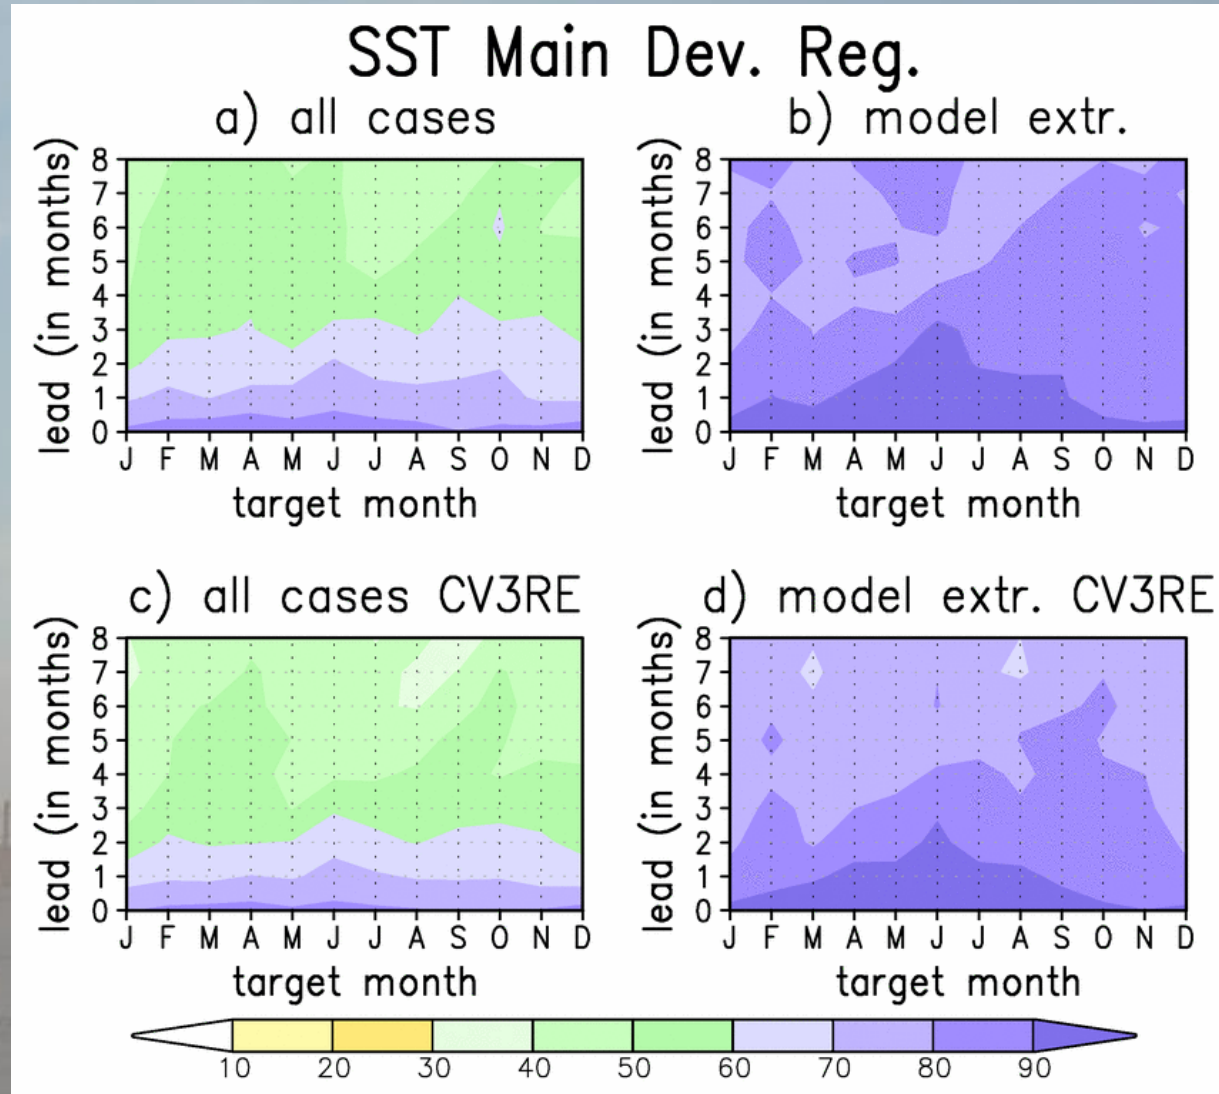 SST Main Dev. Reg.
a) all cases
b) model extr.
lead (in months)
8
7
6
5
4
3
2
1
0
J F M A M J J A S O N D
target month
lead (in months)
8
7
6
5
4
3
2
1
0
J F M A M J J A S O N D
target month
c) all cases CV3RE
d) model extr. CV3RE
lead (in months)
8
7
6
5
4
3
2
1
0
J F M A M J J A S O N D
target month
lead (in months)
8
7
6
5
4
3
2
1
0
J F M A M J J A S O N D
target month
10 20 30 40 50 60 70 80 90